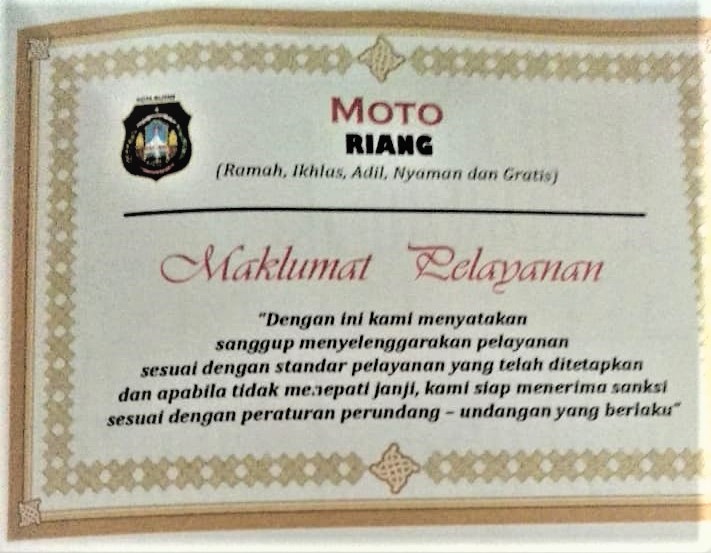 MOTO
RIANG
(Ramah, Ikhlas, Adil, Nyaman dan Gratis)
Maklumat Pelayanan
"Dengan ini kami menyatakan
sanggup menyelenggarakan pelayanan
sesuai dengan standar pelayanan yang telah ditetapkan
dan apabila tidak menepati janji, kami siap menerima sanksi
sesuai dengan peraturan perundang – undangan yang berlaku"